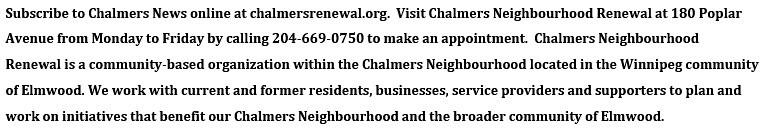 Subscribe to Chalmers News online at chalmersrenewal.org.  Visit Chalmers Neighbourhood Renewal at 180 Poplar
Avenue from Monday to Friday by calling 204-669-0750 to make an appointment.  Chalmers Neighbourhood
Renewal is a community-based organization within the Chalmers Neighbourhood located in the Winnipeg community
of Elmwood. We work with current and former residents, businesses, service providers and supporters to plan and
work on initiatives that benefit our Chalmers Neighbourhood and the broader community of Elmwood.